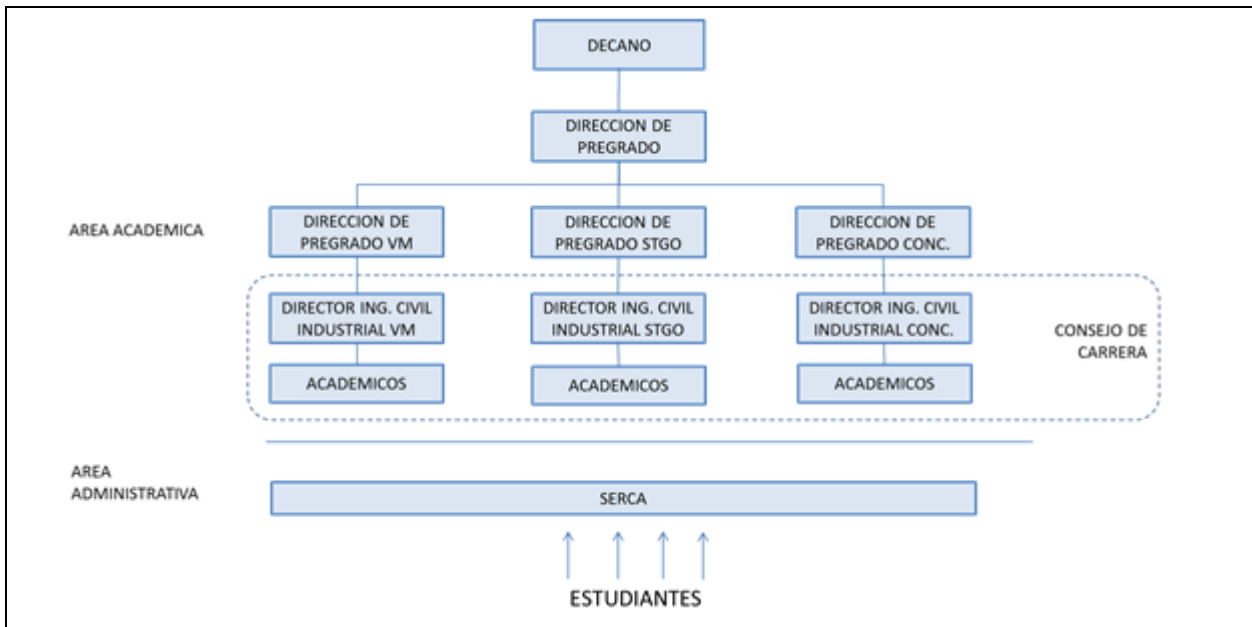 DECANO
DIRECCION DE
PREGRADO
AREA ACADEMICA
DIRECCION DE
PREGRADO VM
DIRECCION DE
PREGRADO STGO
DIRECCION DE
PREGRADO CONC.
DIRECTOR ING. CIVIL
INDUSTRIAL VM
DIRECTOR ING. CIVIL
INDUSTRIAL STGO
DIRECTOR ING. CIVIL
INDUSTRIAL CONC.
CONSEJO DE
CARRERA
ACADEMICOS
ACADEMICOS
ACADEMICOS
AREA
ADMINISTRATIVA
SERCA
ESTUDIANTES